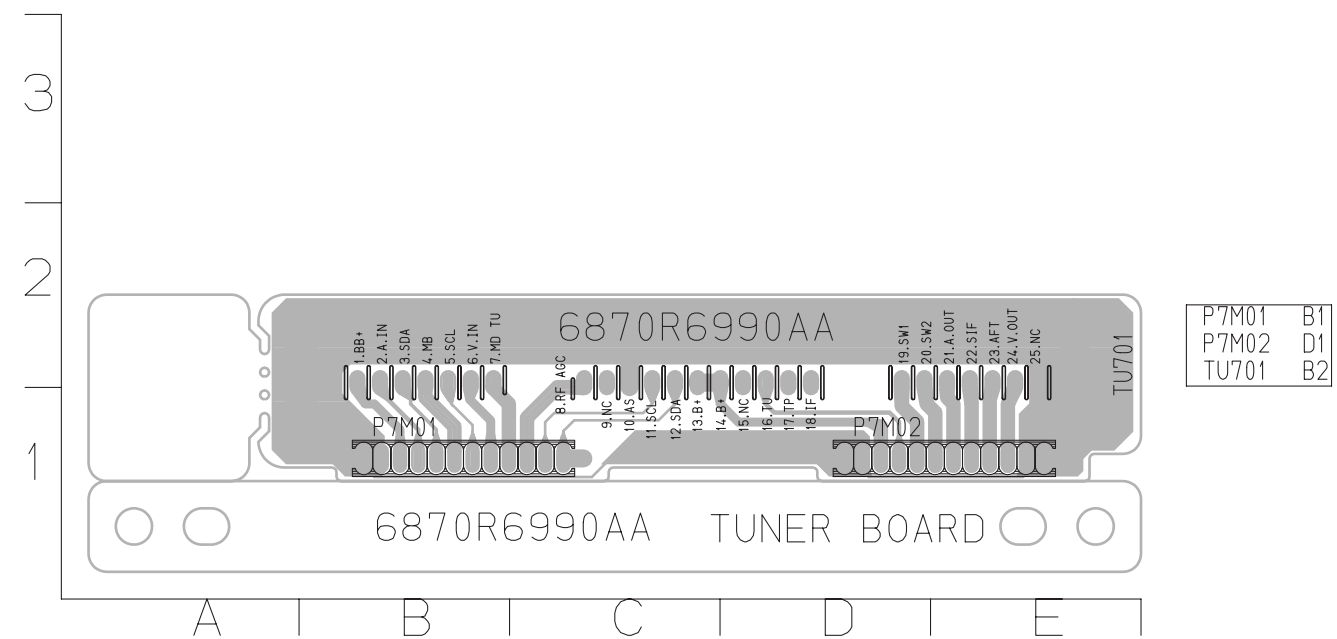 3
2
1
6870R6990AA
1.BB+
2.A.IN
3.SDA
4.MB
5.SCL
6.V.IN
7.MD TU
8.RF AGC
9.NC
10.AS
11.SCL
12.SDA
13.B+
14.B+
15.NC
16.TU
17.TP
18.IF
19.SW1
20.SW2
21.A.OUT
22.SIF
23.AFT
24.V.OUT
25.NC
TU701
P7M01
P7M02
6870R6990AA TUNER BOARD
A B C D E
P7M01 B1
P7M02 D1
TU701 B2